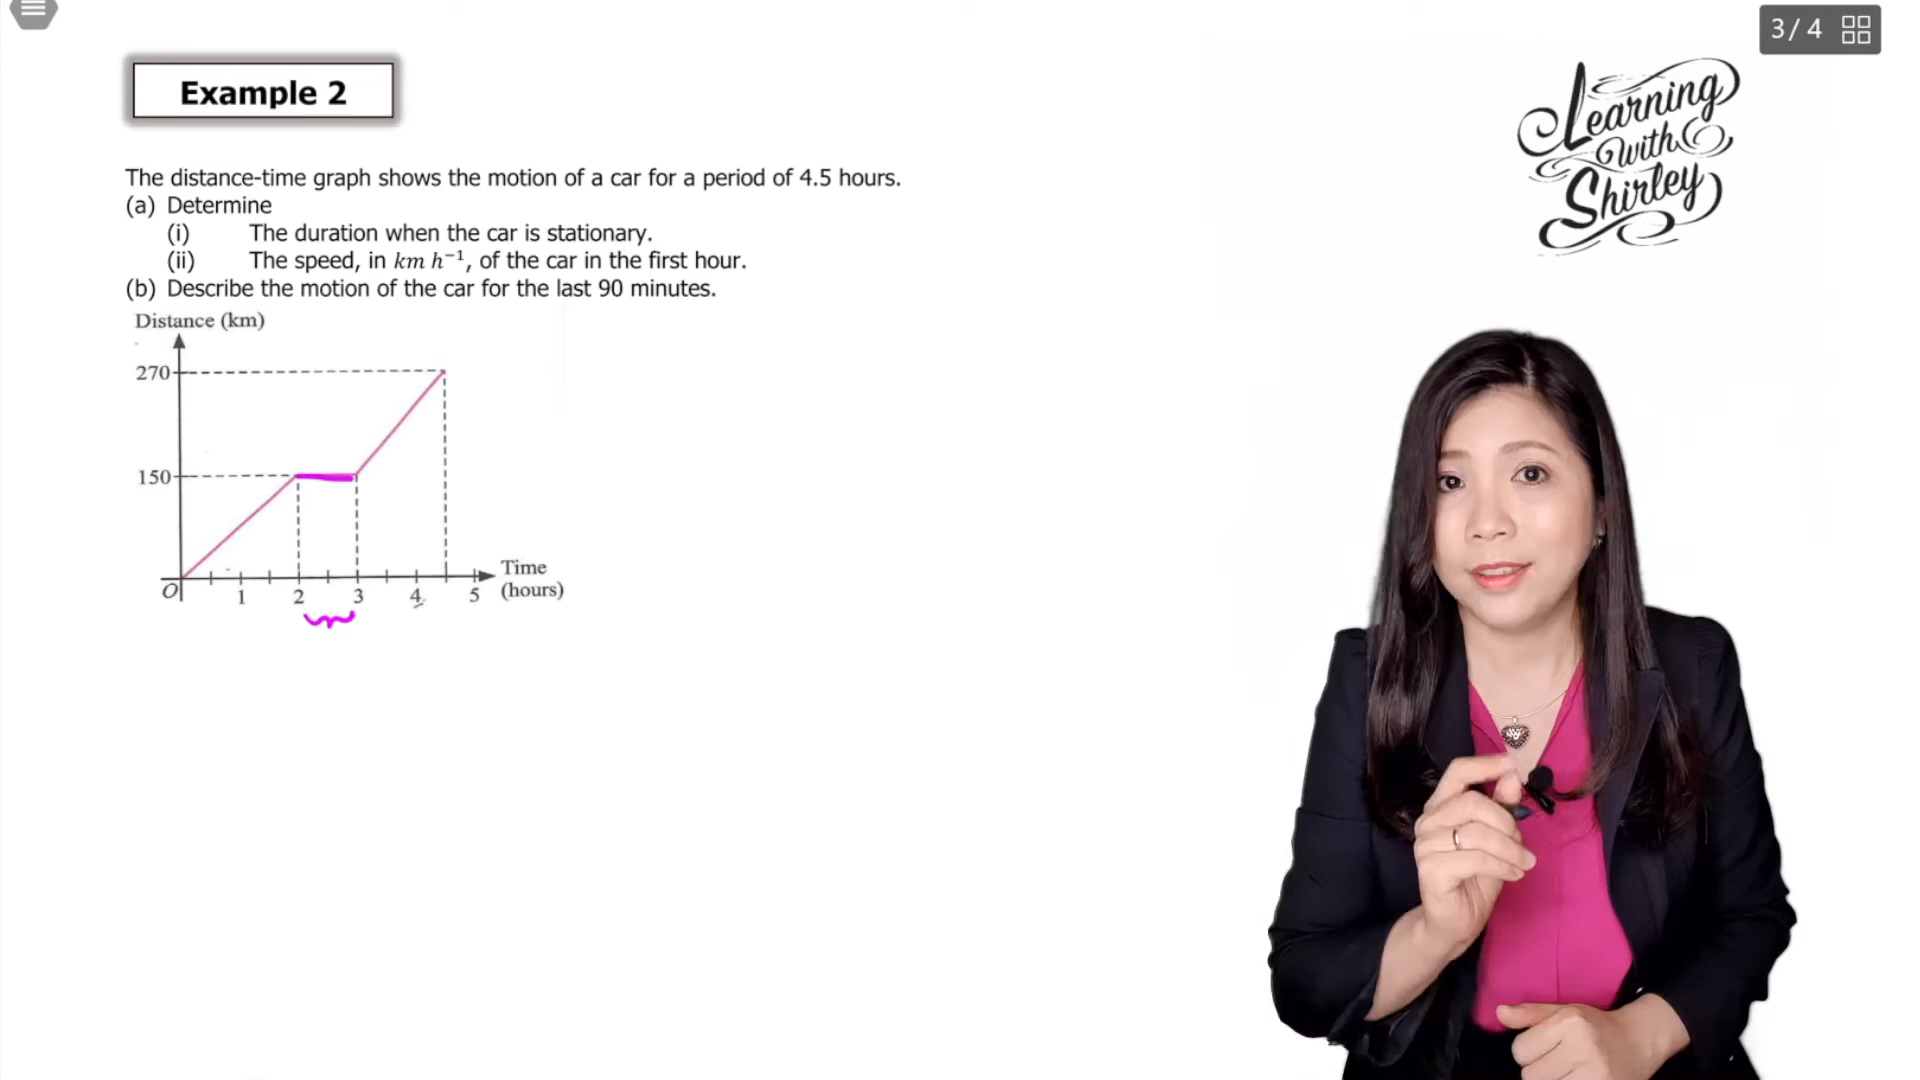 3/ 4
Example 2
Learning
with
Shirley
The distance-time graph shows the motion of a car for a period of 4.5 hours.
(a) Determine
(i) The duration when the car is stationary.
(ii) The speed, in km h⁻¹, of the car in the first hour.
(b) Describe the motion of the car for the last 90 minutes.
Distance (km)
270
150
O 1 2 3 4 5
Time
(hours)